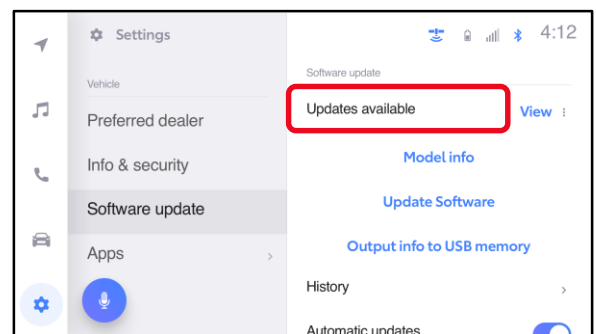 Settings
4:12
Vehicle
Preferred dealer
Info & security
Software update
Apps
Software update
Updates available
View
Model info
Update Software
Output info to USB memory
History
Automatic updates